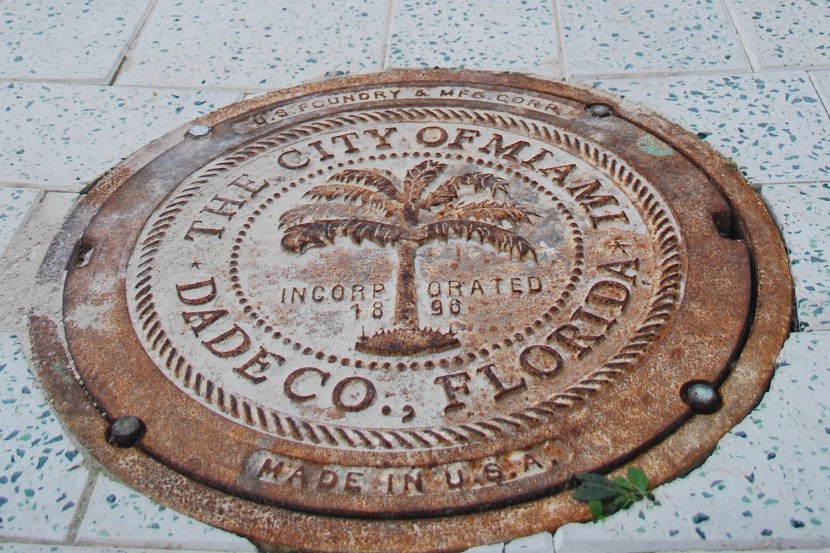 U.S. FOUNDRY & MFG. CORP.
THE CITY OF MIAMI
INCORPORATED
1896
★ DADE CO., FLORIDA ★
MADE IN U.S.A.